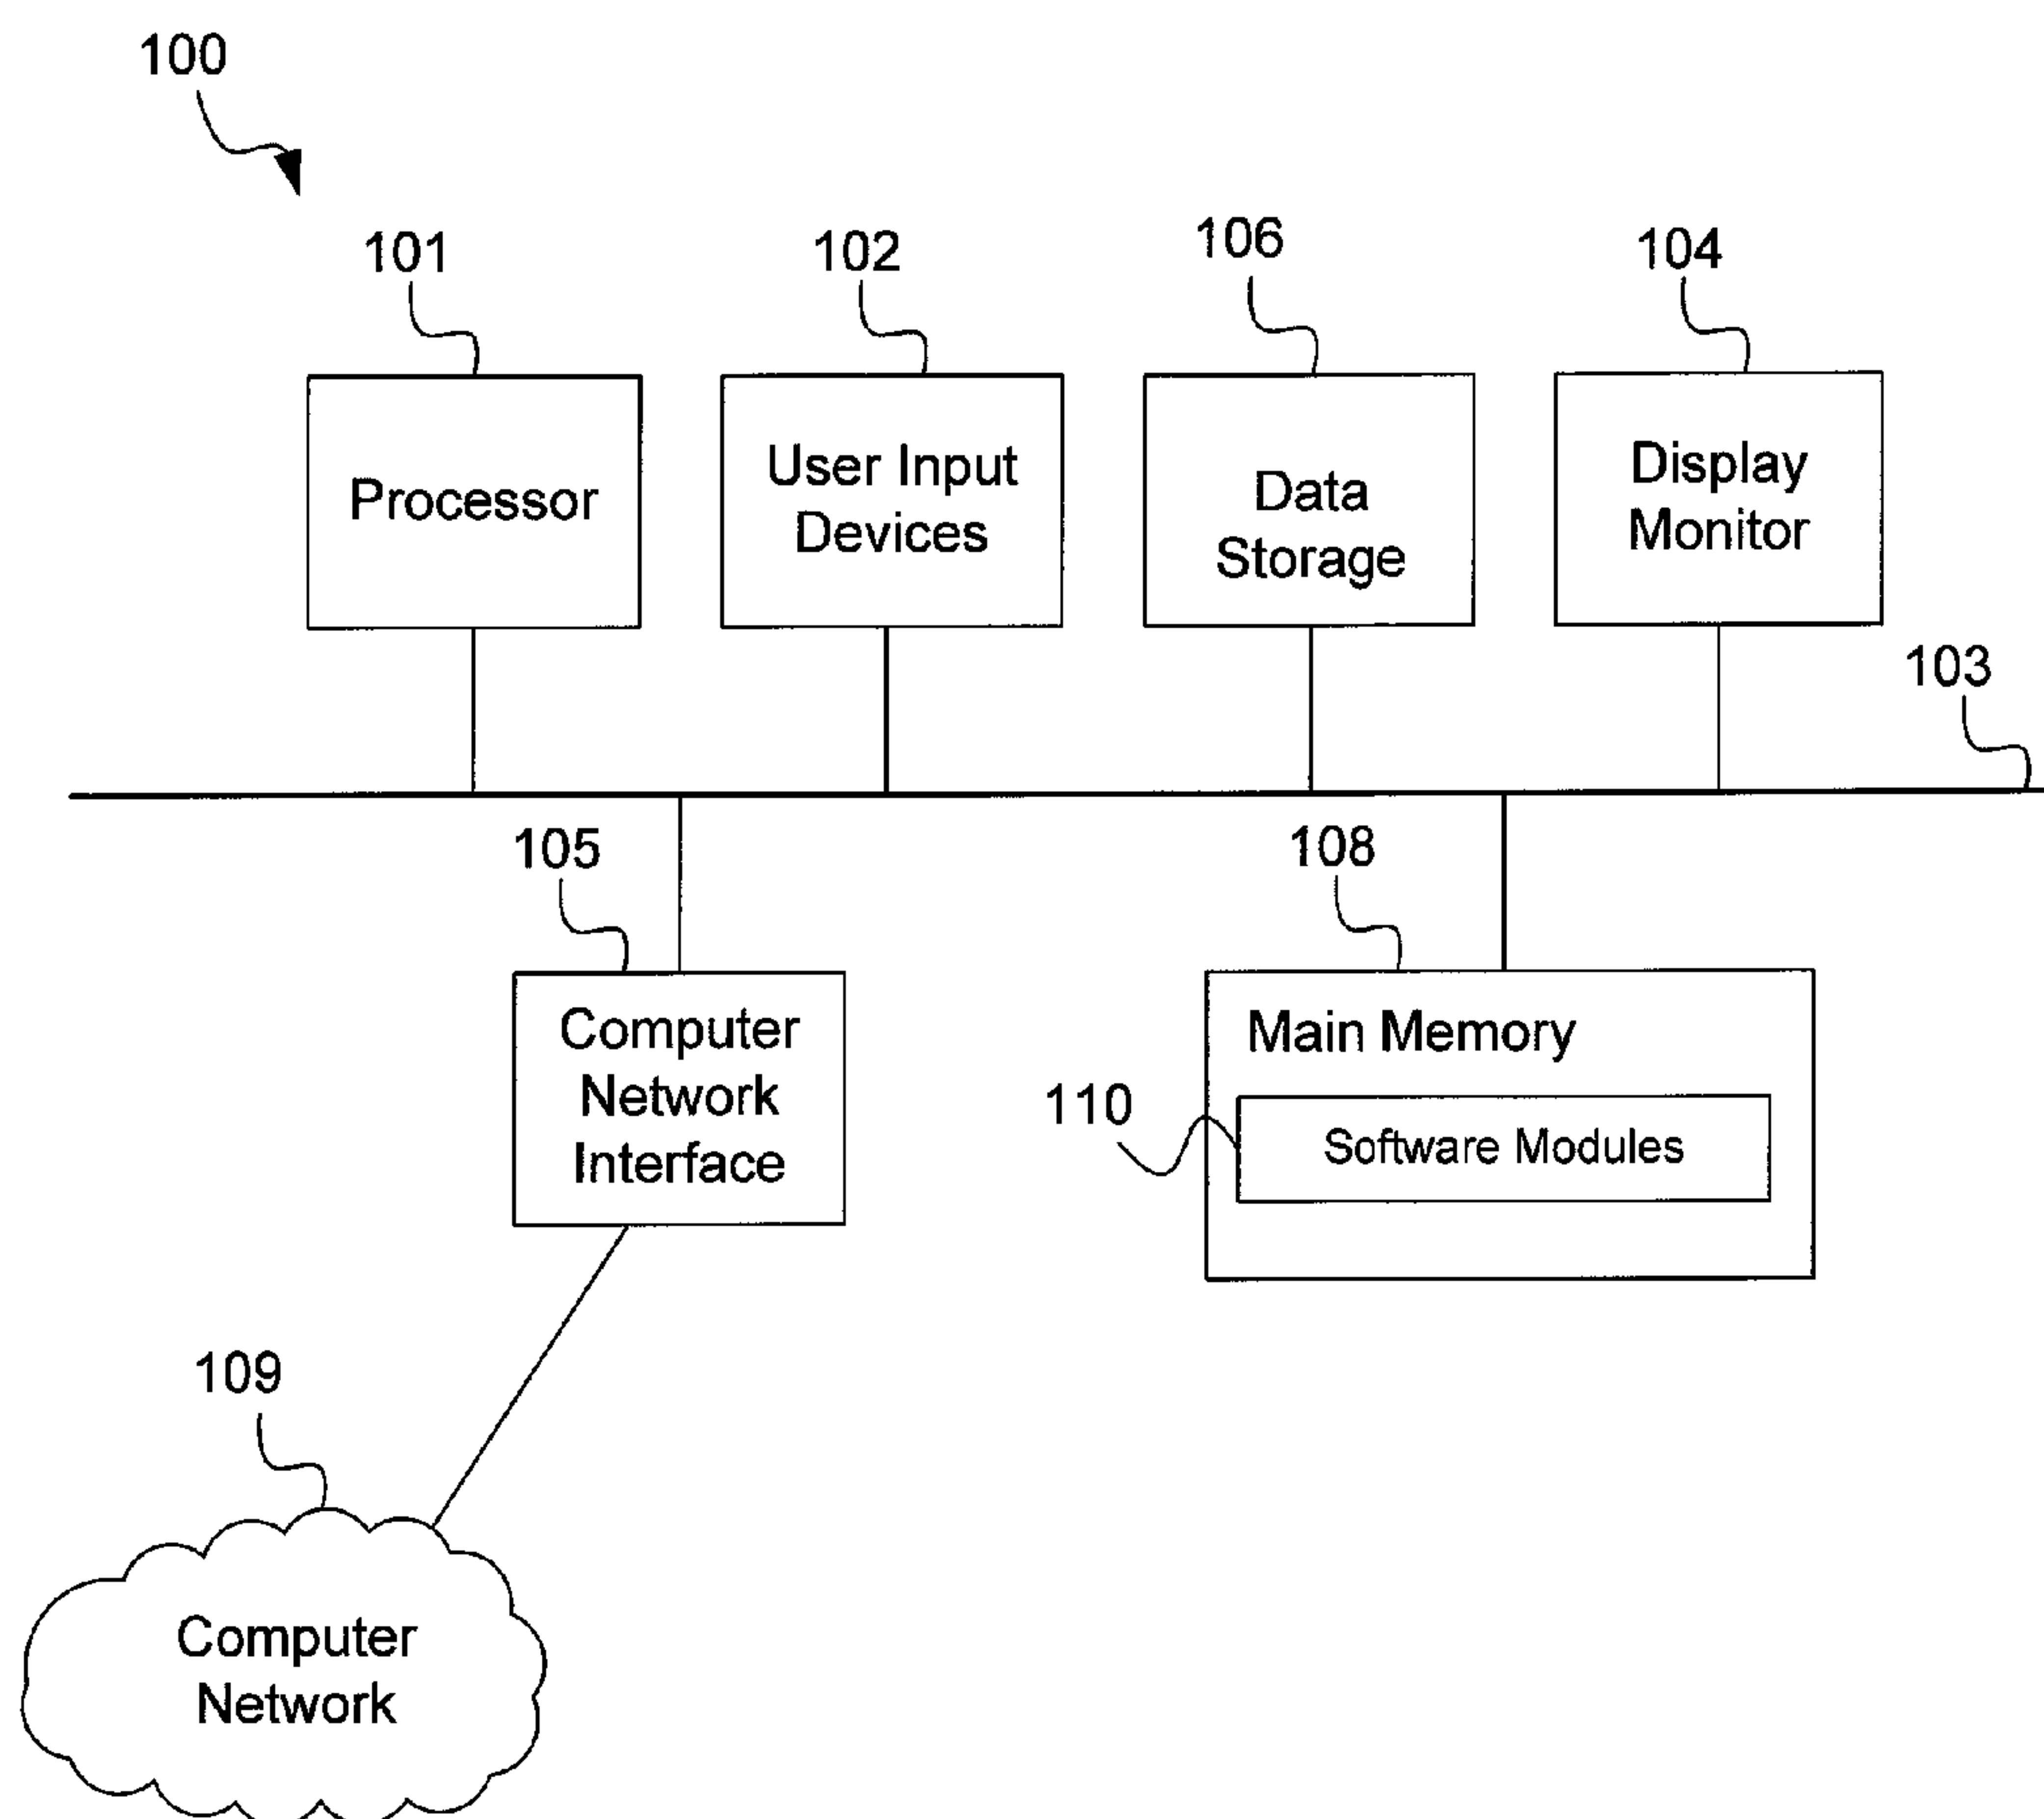 100
101
102
106
104
Processor
User Input
Devices
Data
Storage
Display
Monitor
103
105
108
Computer
Network
Interface
Main Memory
110
Software Modules
109
Computer
Network